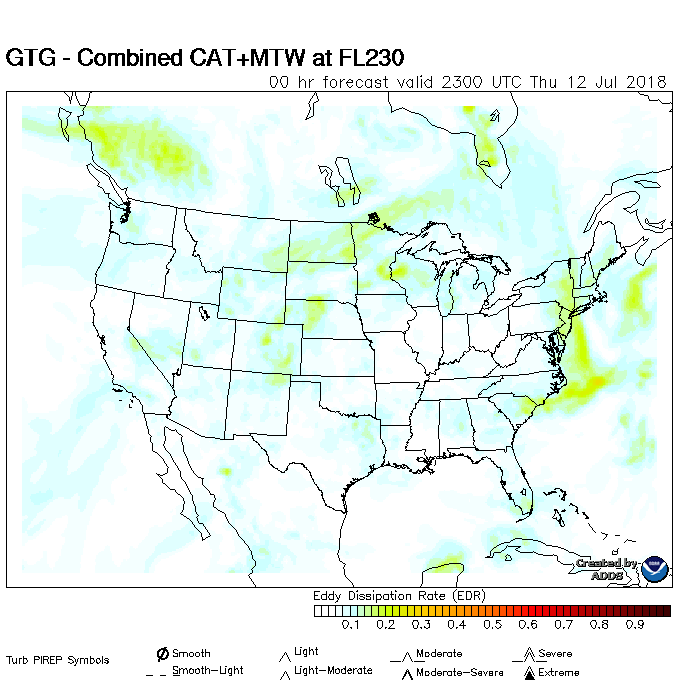 GTG - Combined CAT+MTW at FL230
00 hr forecast valid 2300 UTC Thu 12 Jul 2018
Created by
ADDS
Eddy Dissipation Rate (EDR)
0.1 0.2 0.3 0.4 0.5 0.6 0.7 0.8 0.9
Turb PIREP Symbols
Smooth Light Moderate Severe
Smooth-Light Light-Moderate Moderate-Severe Extreme